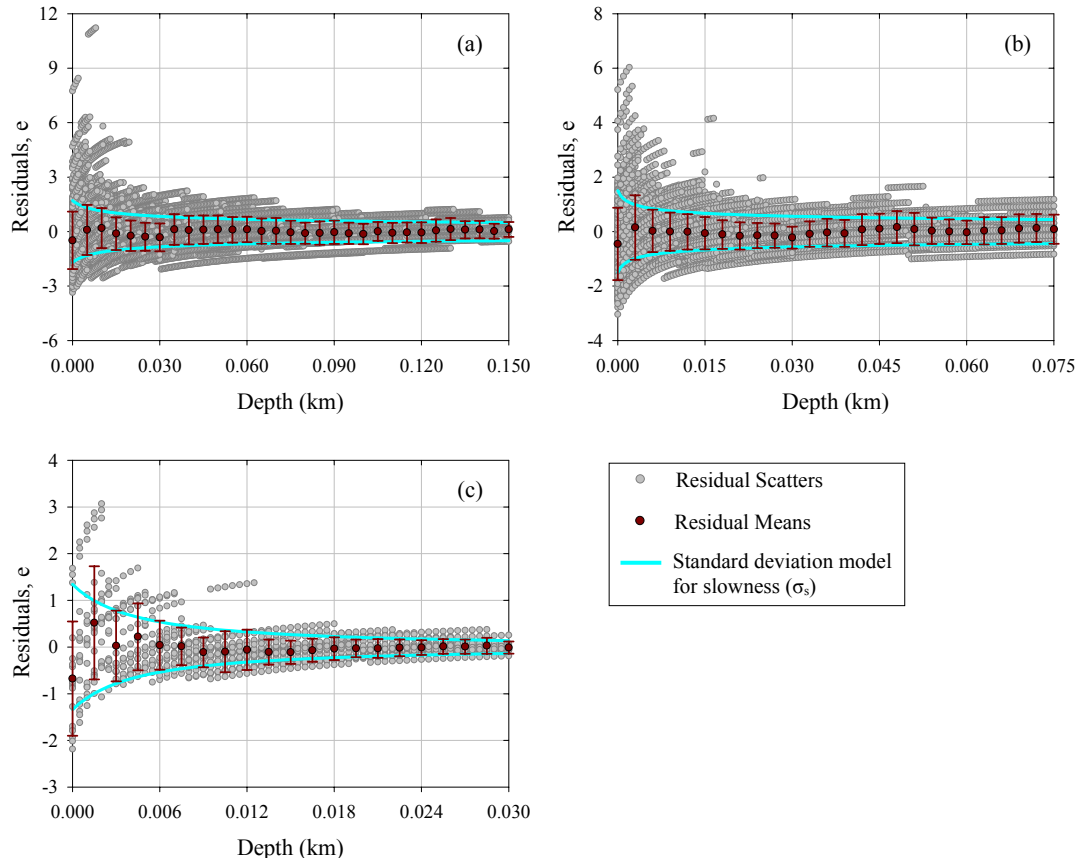 (a)
Residuals, e
12
9
6
3
0
-3
-6
0.000 0.030 0.060 0.090 0.120 0.150
Depth (km)
(b)
Residuals, e
8
6
4
2
0
-2
-4
0.000 0.015 0.030 0.045 0.060 0.075
Depth (km)
(c)
Residuals, e
4
3
2
1
0
-1
-2
-3
0.000 0.006 0.012 0.018 0.024 0.030
Depth (km)
Residual Scatters
Residual Means
Standard deviation model
for slowness (σs)